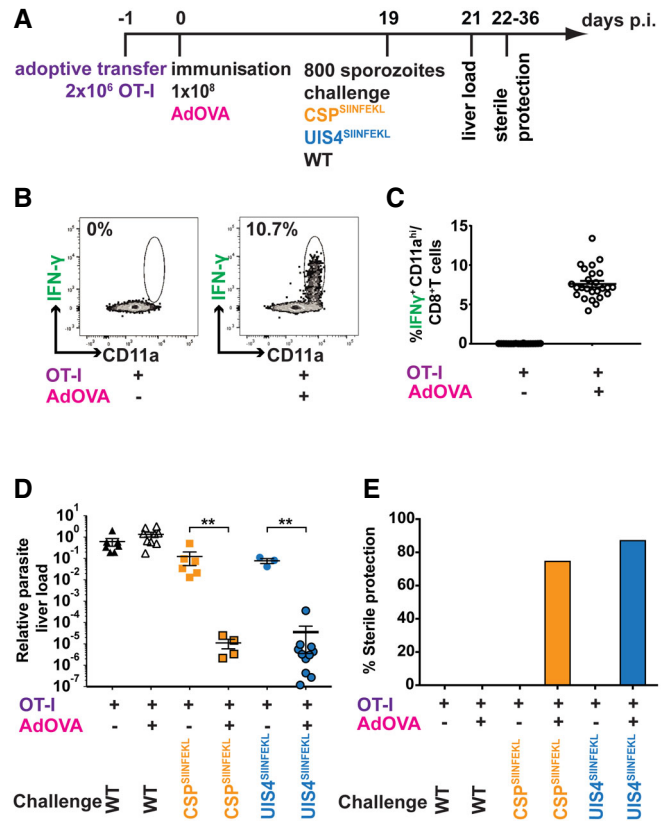 A
-1 0 19 21 22-36 days p.i.
adoptive transfer
2x10⁶ OT-I
immunisation
1x10⁸
AdOVA
800 sporozoites
challenge
CSP^SIINFEKL
UIS4^SIINFEKL
WT
liver load
sterile
protection
B
0%
10.7%
IFN-γ
IFN-γ
CD11a
CD11a
OT-I + +
AdOVA - +
C
%IFNγ⁺ CD11a^hi/
CD8⁺T cells
15
10
5
0
OT-I + +
AdOVA - +
D
Relative parasite
liver load
10¹
10⁰
10⁻¹
10⁻²
10⁻⁵
10⁻⁶
10⁻⁴
10⁻⁵
10⁻⁶
10⁻¹
** **
OT-I + + + + + +
AdOVA - + - + - +
Challenge WT WT CSP^SIINFEKL CSP^SIINFEKL UIS4^SIINFEKL UIS4^SIINFEKL
E
% Sterile protection
100
80
60
40
20
0
OT-I + + + + + +
AdOVA - + - + - +
Challenge WT WT CSP^SIINFEKL CSP^SIINFEKL UIS4^SIINFEKL UIS4^SIINFEKL